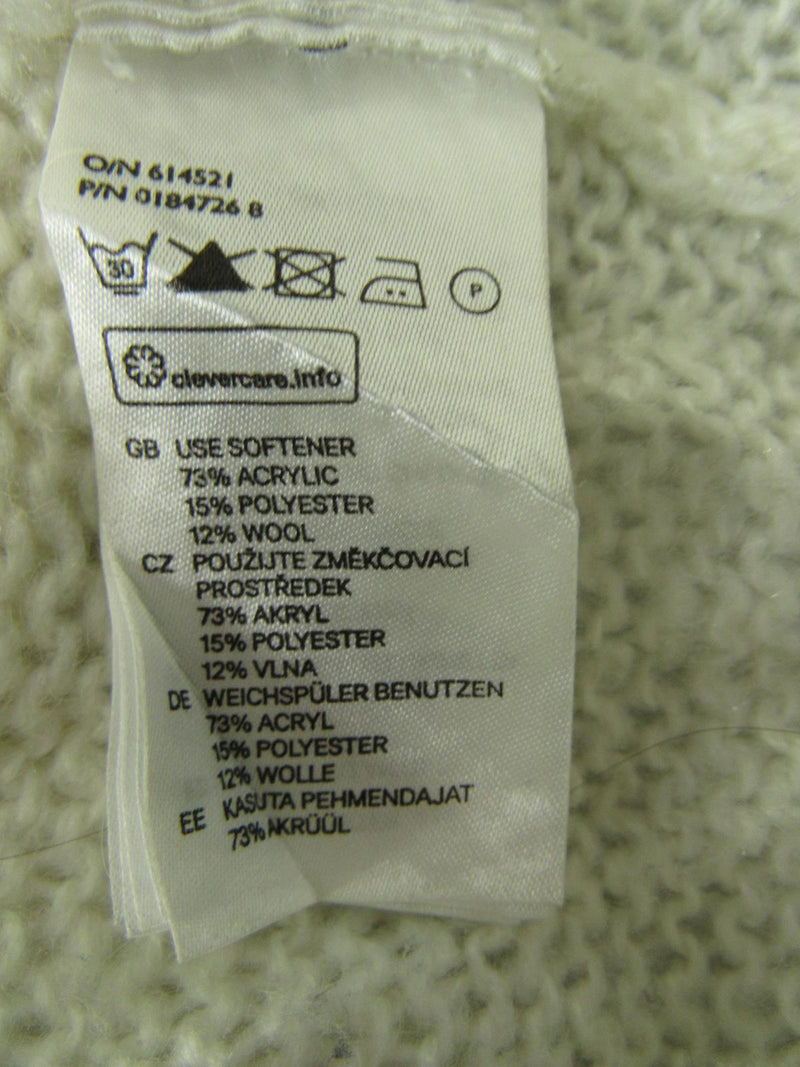 O/N 614521
P/N 0184726 8
30
P
clevercare.info
GB USE SOFTENER
73% ACRYLIC
15% POLYESTER
12% WOOL
CZ POUŽIJTE ZMĚKČOVACÍ
PROSTŘEDEK
73% AKRYL
15% POLYESTER
12% VLNA
DE WEICHSPÜLER BENUTZEN
73% ACRYL
15% POLYESTER
12% WOLLE
EE KASUTA PEHMENDAJAT
73% AKRÜÜL